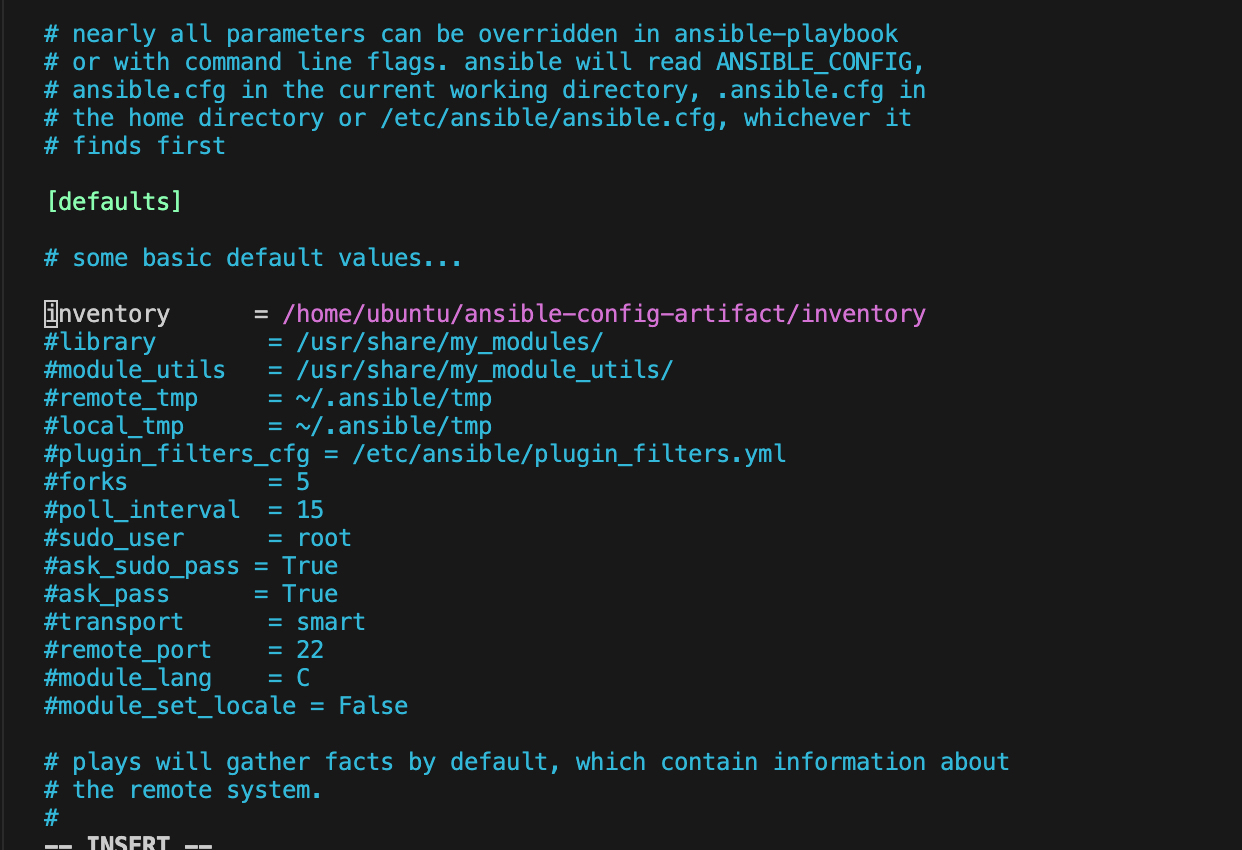 # nearly all parameters can be overridden in ansible-playbook
# or with command line flags. ansible will read ANSIBLE_CONFIG,
# ansible.cfg in the current working directory, .ansible.cfg in
# the home directory or /etc/ansible/ansible.cfg, whichever it
# finds first
[defaults]
# some basic default values...
inventory      = /home/ubuntu/ansible-config-artifact/inventory
#library        = /usr/share/my_modules/
#module_utils   = /usr/share/my_module_utils/
#remote_tmp     = ~/.ansible/tmp
#local_tmp      = ~/.ansible/tmp
#plugin_filters_cfg = /etc/ansible/plugin_filters.yml
#forks          = 5
#poll_interval  = 15
#sudo_user      = root
#ask_sudo_pass = True
#ask_pass      = True
#transport      = smart
#remote_port    = 22
#module_lang    = C
#module_set_locale = False
# plays will gather facts by default, which contain information about
# the remote system.
#
-- INSERT --